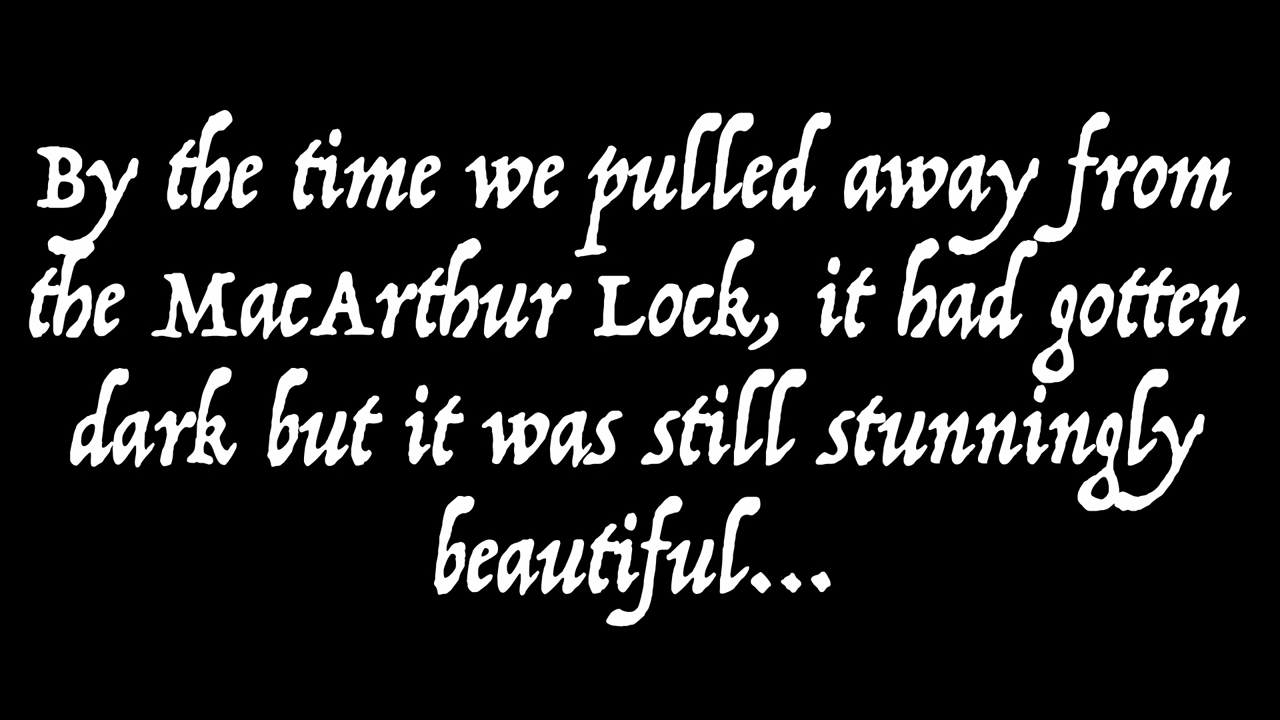 By the time we pulled away from
the MacArthur Lock, it had gotten
dark but it was still stunningly
beautiful...